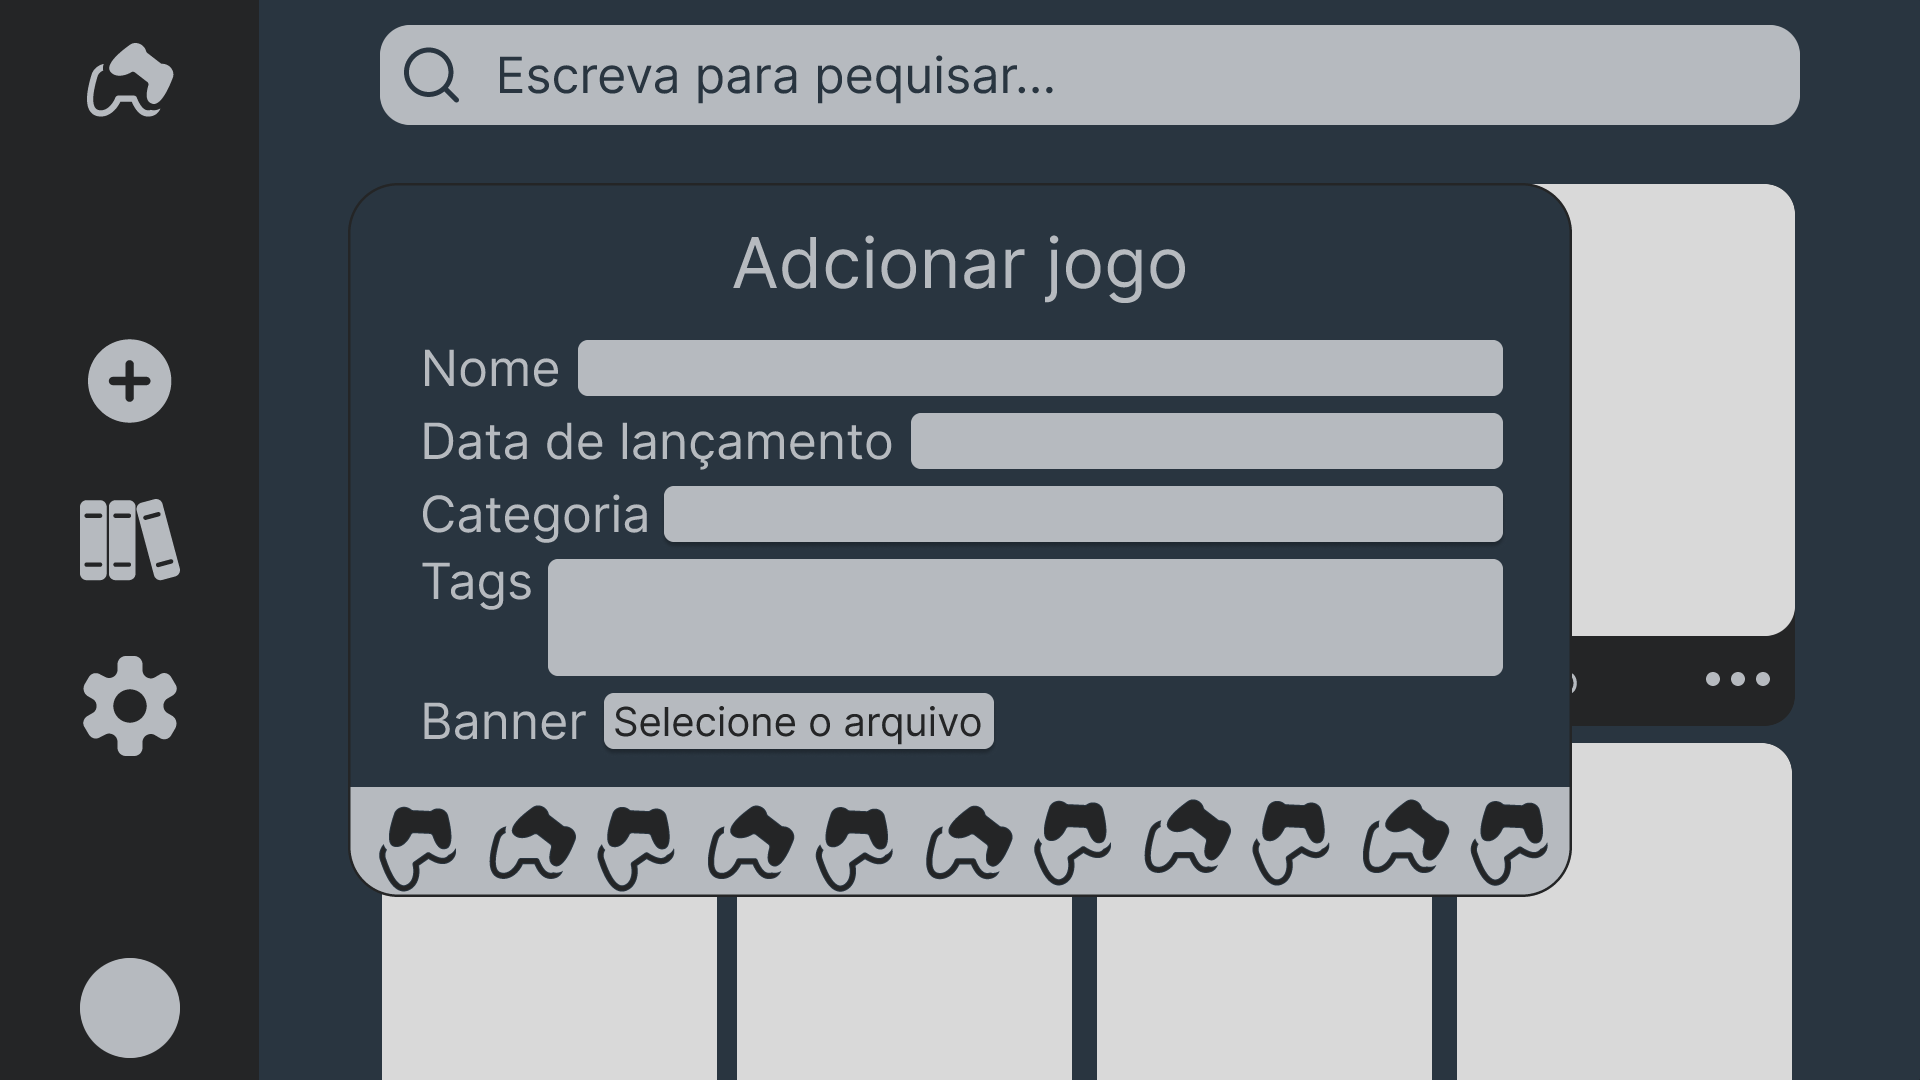 Escreva para pequisar...
Adcionar jogo
Nome
Data de lançamento
Categoria
Tags
Banner
Selecione o arquivo